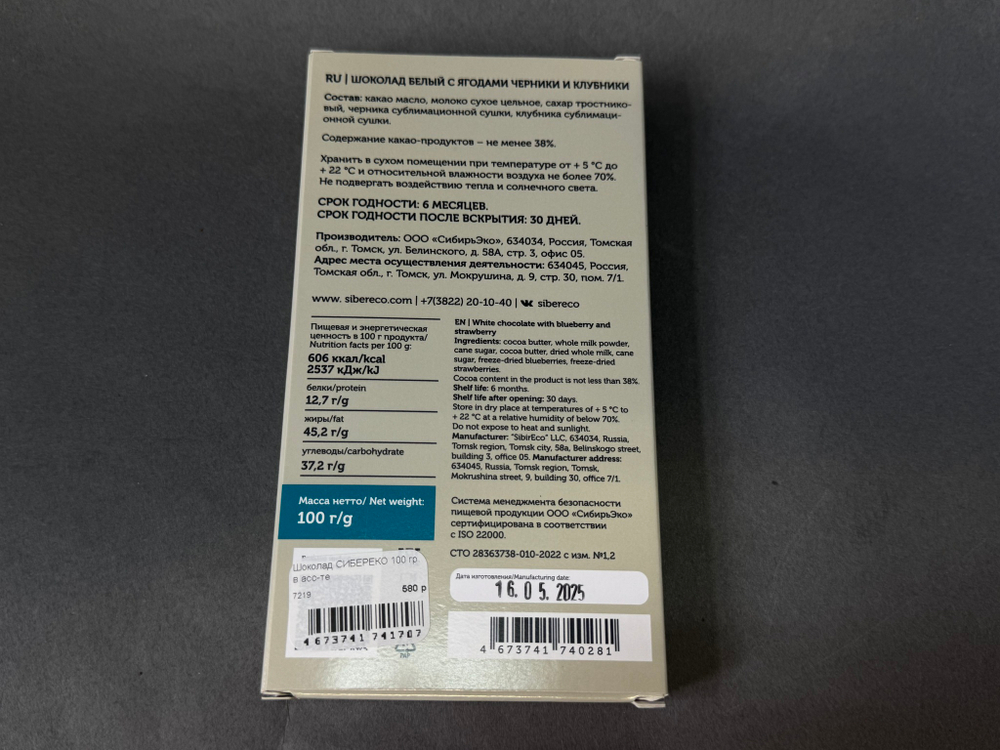 RU | ШОКОЛАД БЕЛЫЙ С ЯГОДАМИ ЧЕРНИКИ И КЛУБНИКИ
Состав: какао масло, молоко сухое цельное, сахар тростнико-
вый, черника сублимационной сушки, клубника сублимаци-
онной сушки.
Содержание какао-продуктов – не менее 38%.
Хранить в сухом помещении при температуре от + 5 °C до
+ 22 °C и относительной влажности воздуха не более 70%.
Не подвергать воздействию тепла и солнечного света.
СРОК ГОДНОСТИ: 6 МЕСЯЦЕВ.
СРОК ГОДНОСТИ ПОСЛЕ ВСКРЫТИЯ: 30 ДНЕЙ.
Производитель: ООО «СибирьЭко», 634034, Россия, Томская
обл., г. Томск, ул. Белинского, д. 58А, стр. 3, офис 05.
Адрес места осуществления деятельности: 634045, Россия,
Томская обл., г. Томск, ул. Мокрушина, д. 9, стр. 30, пом. 7/1.
www. sibereco.com | +7(3822) 20-10-40 | sibereco
Пищевая и энергетическая
ценность в 100 г продукта/
Nutrition facts per 100 g:
606 ккал/kcal
2537 кДж/kJ
белки/protein
12,7 г/g
жиры/fat
45,2 г/g
углеводы/carbohydrate
37,2 г/g
Масса нетто/ Net weight:
100 г/g
EN | White chocolate with blueberry and
strawberry
Ingredients: cocoa butter, whole milk powder,
cane sugar, cocoa butter, dried whole milk, cane
sugar, freeze-dried blueberries, freeze-dried
strawberries.
Cocoa content in the product is not less than 38%.
Shelf life: 6 months.
Shelf life after opening: 30 days.
Store in dry place at temperatures of + 5 °C to
+ 22 °C at a relative humidity of below 70%.
Do not expose to heat and sunlight.
Manufacturer: "SibirEco" LLC, 634034, Russia,
Tomsk region, Tomsk city, 58a, Belinskogo street,
building 3, office 05. Manufacturer address:
634045, Russia, Tomsk region, Tomsk,
Mokrushina street, 9, building 30, office 7/1.
Система менеджмента безопасности
пищевой продукции ООО «СибирьЭко»
сертифицирована в соответствии
с ISO 22000.
СТО 28363738-010-2022 с изм. №1,2
Дата изготовления/Manufacturing date:
16.05.2025
4 673741 740281
Шоколад СИБЕРЕКО 100 гр
в асо-те
7219
580 р
4 673741 741707
PAP